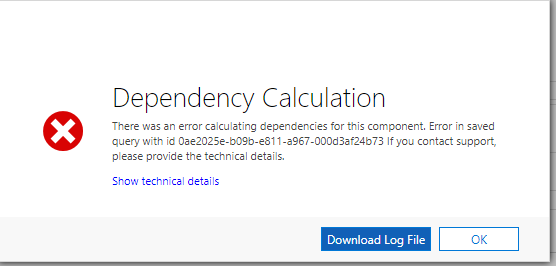 Dependency Calculation
There was an error calculating dependencies for this component. Error in saved
query with id 0ae2025e-b09b-e811-a967-000d3af24b73 If you contact support,
please provide the technical details.
Show technical details
Download Log File
OK